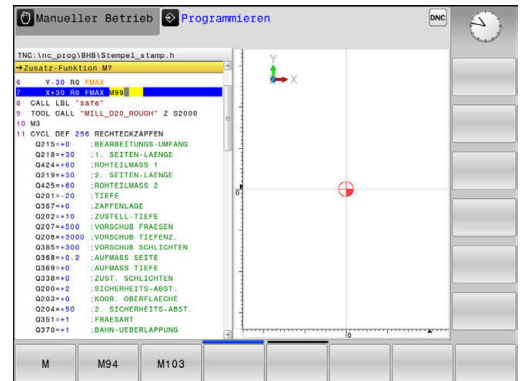 Manueller Betrieb
Programmieren
DNC
TNC:\nc_prog\BHB\Stempel_stamp.h
→Zusatz-Funktion M?
6 Y-30 R0 FMAX
7 X+30 R0 FMAX M99
8 CALL LBL "safe"
9 TOOL CALL "MILL_D20_ROUGH" Z S2000
10 M3
11 CYCL DEF 256 RECHTECKZAPFEN
Q215=+0 ;BEARBEITUNGS-UMFANG
Q218=+30 ;1. SEITEN-LAENGE
Q424=+60 ;ROHTEILMASS 1
Q219=+30 ;2. SEITEN-LAENGE
Q425=+60 ;ROHTEILMASS 2
Q201=-20 ;TIEFE
Q367=+0 ;ZAPFENLAGE
Q202=+10 ;ZUSTELL-TIEFE
Q207=+500 ;VORSCHUB FRAESEN
Q206=+3000 ;VORSCHUB TIEFENZ.
Q385=+300 ;VORSCHUB SCHLICHTEN
Q368=+0.2 ;AUFMASS SEITE
Q369=+0 ;AUFMASS TIEFE
Q338=+0 ;ZUST. SCHLICHTEN
Q200=+2 ;SICHERHEITS-ABST.
Q203=+0 ;KOOR. OBERFLAECHE
Q204=+50 ;2. SICHERHEITS-ABST.
Q351=+1 ;FRAESART
Q370=+1 ;BAHN-UEBERLAPPUNG
Y
X
0
0
M
M94
M103